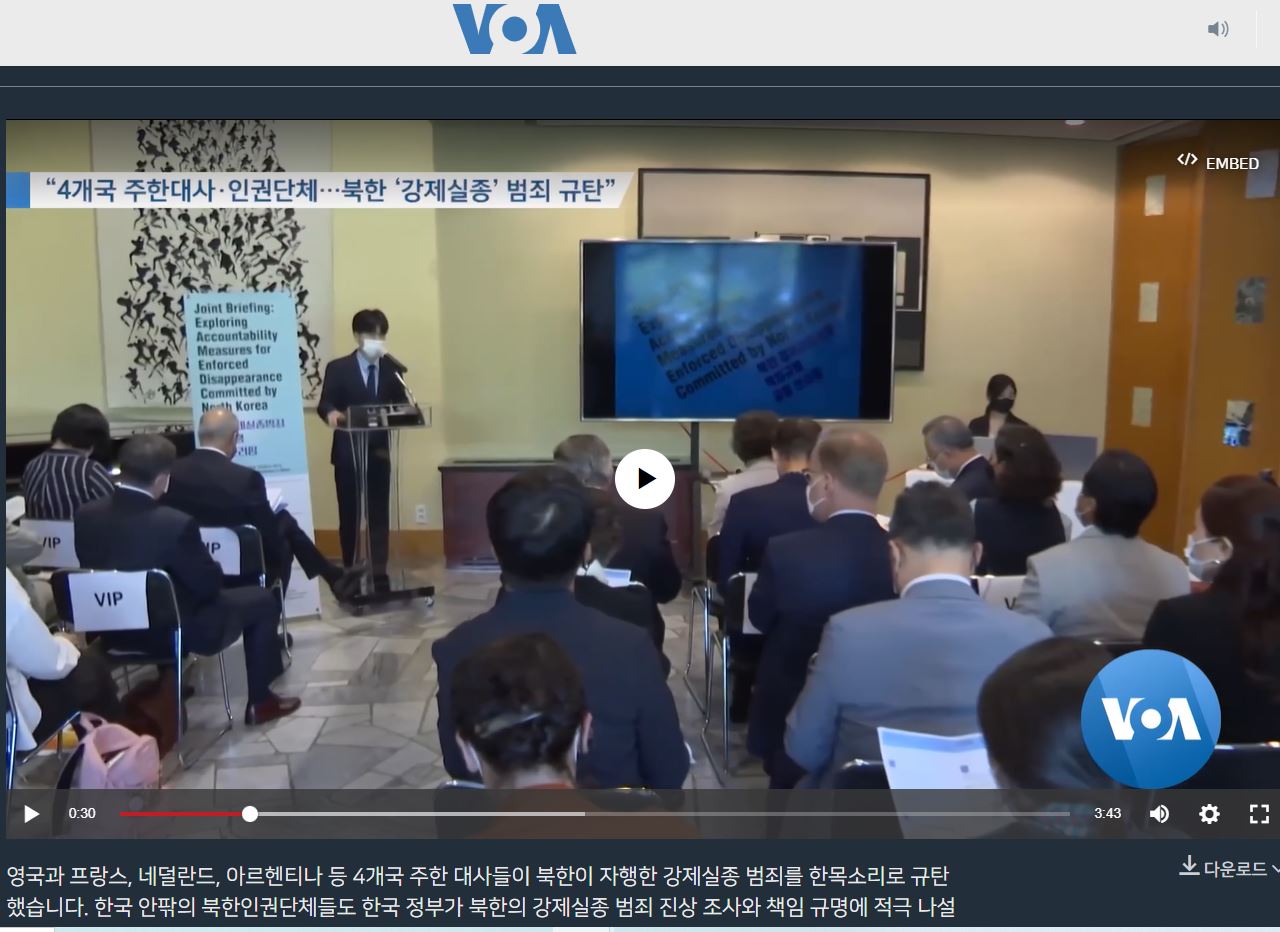 VOA
</> EMBED
“4개국 주한대사·인권단체…북한 ‘강제실종’ 범죄 규탄”
Joint Briefing:
Exploring
Accountability
Measures for
Enforced
Disappearance
Committed by
North Korea
Measures
Enforced Disappearance
Committed by North Korea
VIP
VIP
VOA
0:30
3:43
다운로드
영국과 프랑스, 네덜란드, 아르헨티나 등 4개국 주한 대사들이 북한이 자행한 강제실종 범죄를 한목소리로 규탄
했습니다. 한국 안팎의 북한인권단체들도 한국 정부가 북한의 강제실종 범죄 진상 조사와 책임 규명에 적극 나설